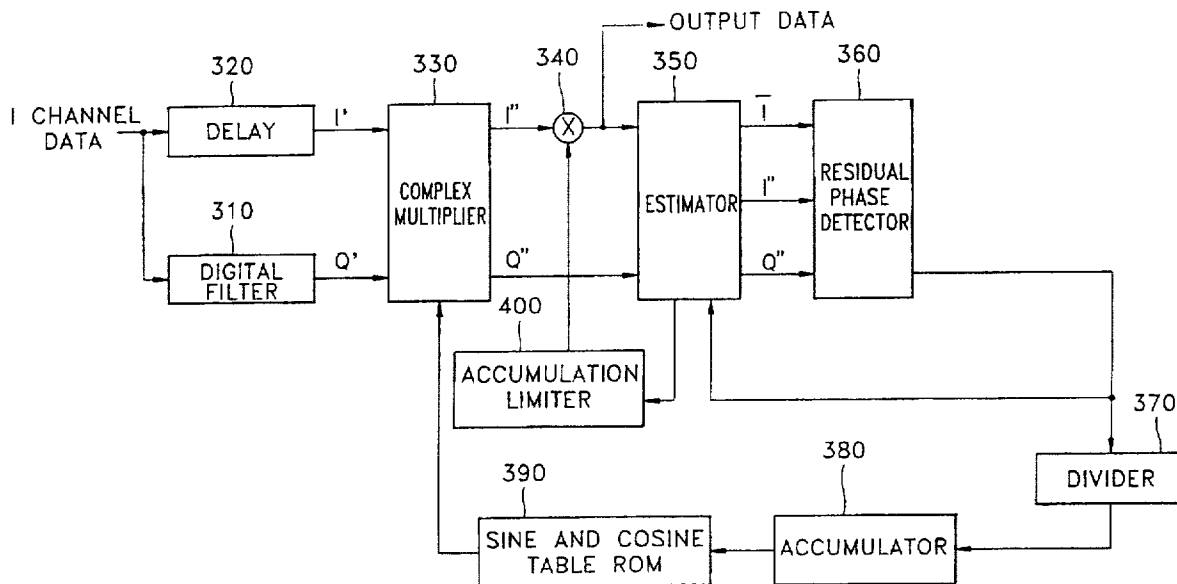 OUTPUT DATA
320
330
340
350
360
I CHANNEL
DATA
DELAY
I'
I"
X
I̅
COMPLEX
MULTIPLIER
ESTIMATOR
RESIDUAL
PHASE
DETECTOR
I"
310
DIGITAL
FILTER
Q'
Q"
Q"
400
ACCUMULATION
LIMITER
370
DIVIDER
390
380
SINE AND COSINE
TABLE ROM
ACCUMULATOR